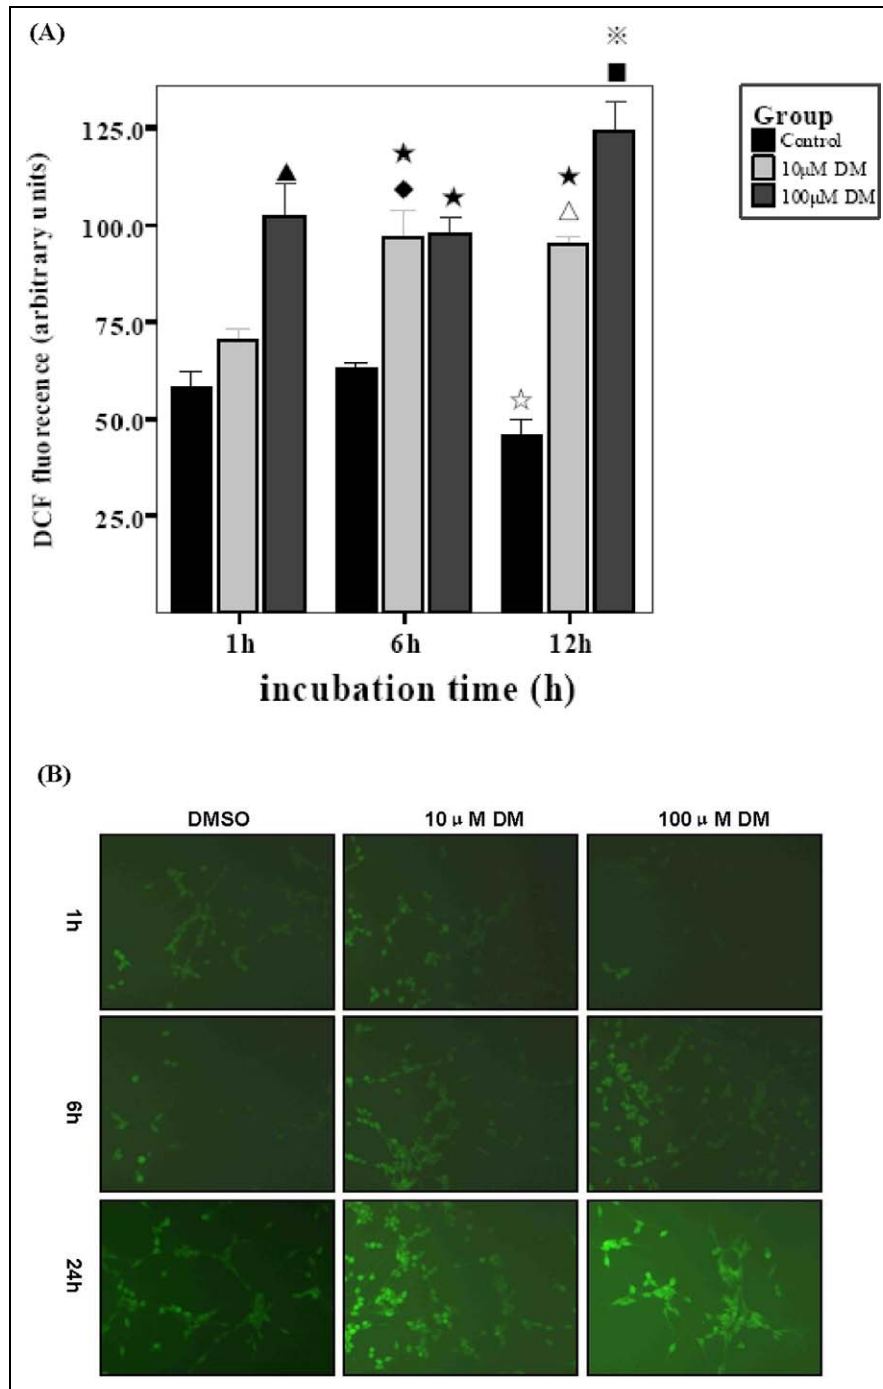 (A)
125.0
100.0
75.0
50.0
25.0
DCF fluorecence (arbitrary units)
1h
6h
12h
incubation time (h)
Group
Control
10μM DM
100μM DM
(B)
DMSO
10 μ M DM
100 μ M DM
1h
6h
24h